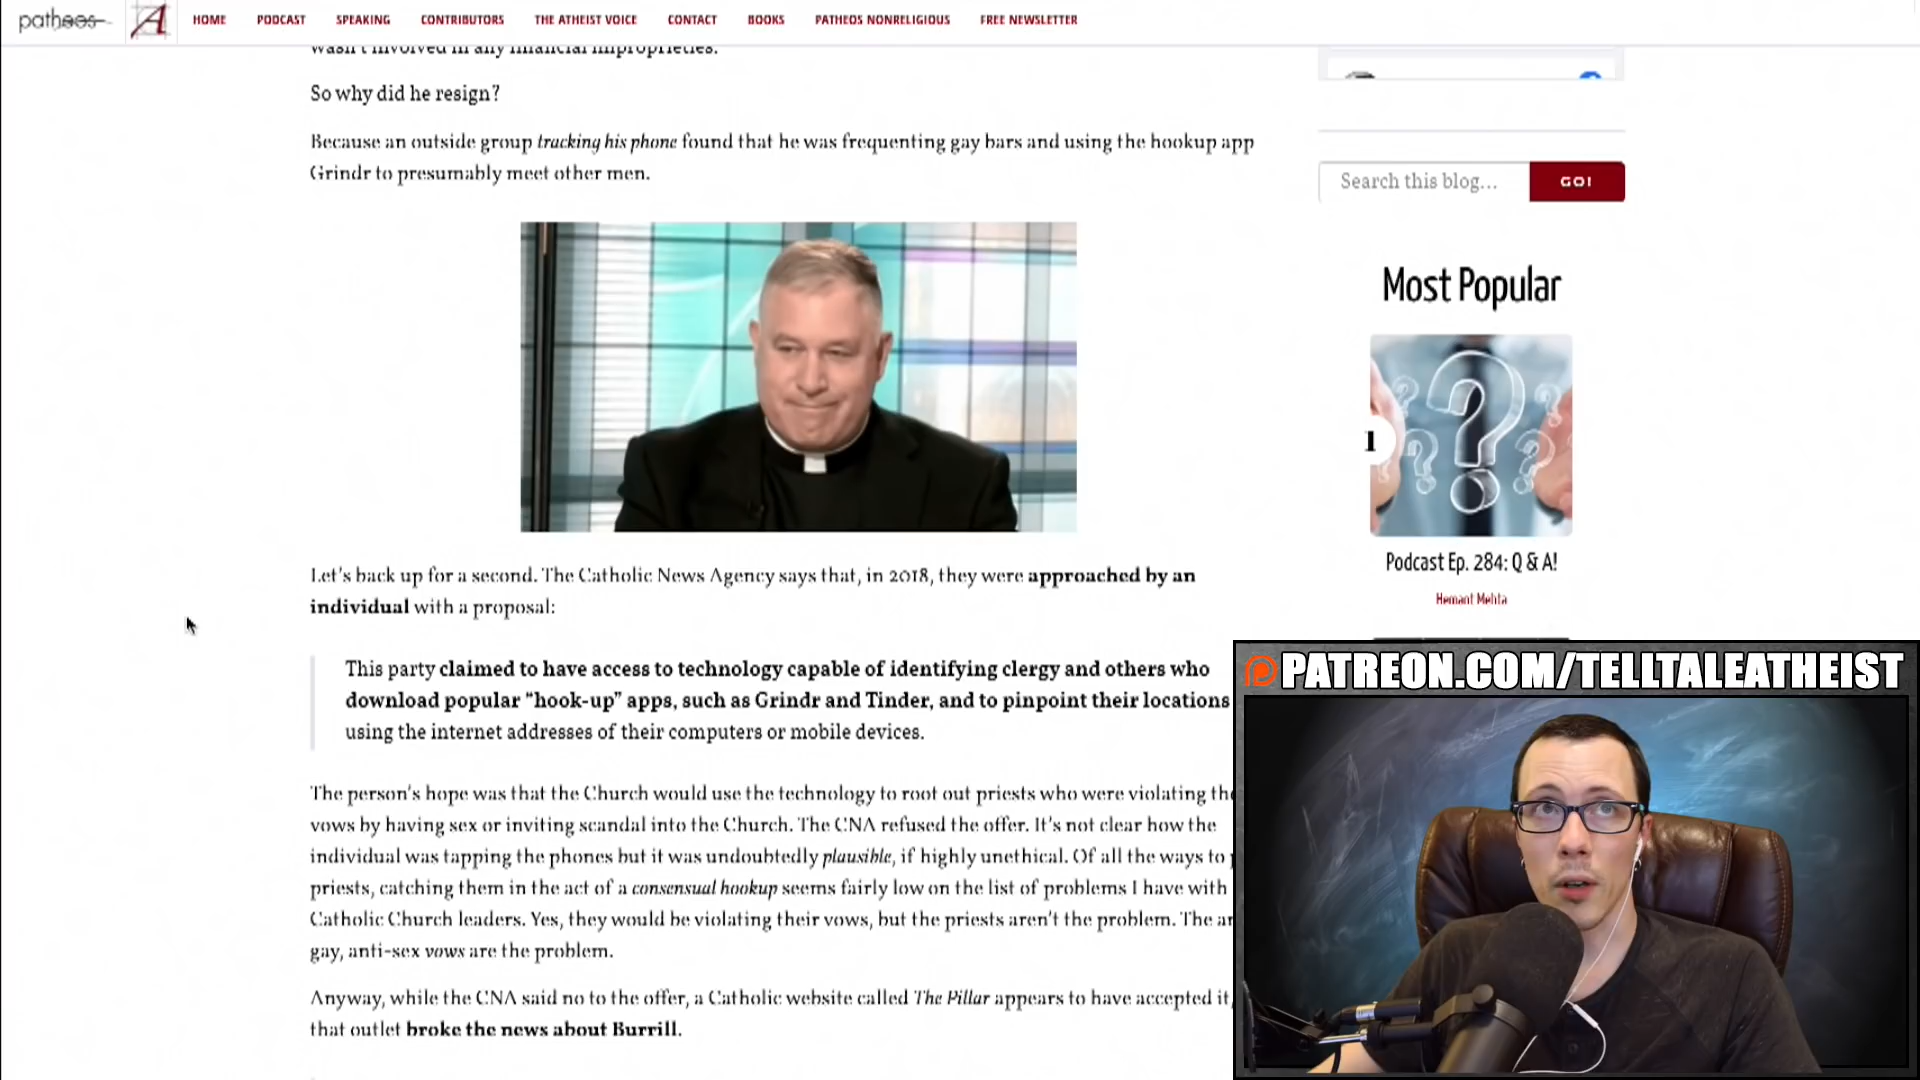 patheos
A
HOME
PODCAST
SPEAKING
CONTRIBUTORS
THE ATHEIST VOICE
CONTACT
BOOKS
PATHEOS NONRELIGIOUS
FREE NEWSLETTER
wasn't involved in any financial improprieties.
So why did he resign?
Because an outside group tracking his phone found that he was frequenting gay bars and using the hookup app
Grindr to presumably meet other men.
Let's back up for a second. The Catholic News Agency says that, in 2018, they were approached by an
individual with a proposal:
This party claimed to have access to technology capable of identifying clergy and others who
download popular “hook-up” apps, such as Grindr and Tinder, and to pinpoint their locations
using the internet addresses of their computers or mobile devices.
The person's hope was that the Church would use the technology to root out priests who were violating
vows by having sex or inviting scandal into the Church. The CNA refused the offer. It's not clear how the
individual was tapping the phones but it was undoubtedly plausible, if highly unethical. Of all the ways to
priests, catching them in the act of a consensual hookup seems fairly low on the list of problems I have with
Catholic Church leaders. Yes, they would be violating their vows, but the priests aren't the problem. The
gay, anti-sex vows are the problem.
Anyway, while the CNA said no to the offer, a Catholic website called The Pillar appears to have accepted it,
that outlet broke the news about Burrill.
Search this blog...
GO!
Most Popular
1
Podcast Ep. 284: Q & A!
Hemant Mehta
PATREON.COM/TELLTALEATHEIST